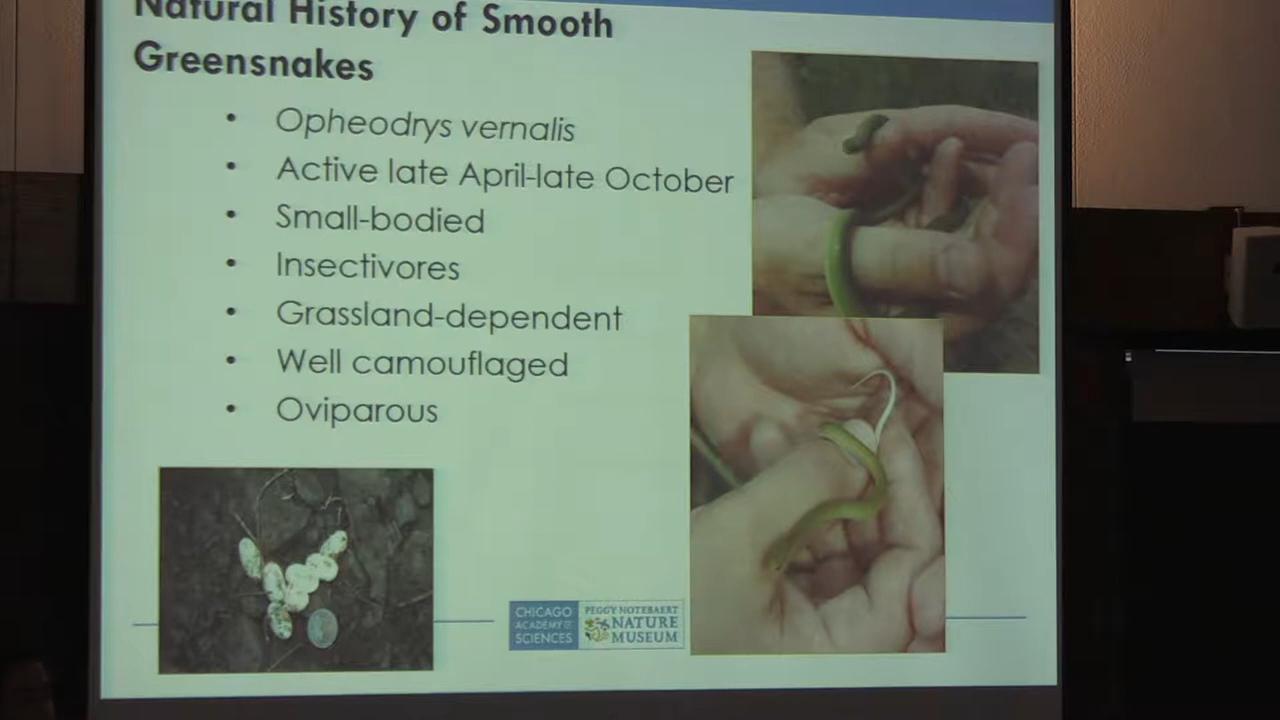 Natural History of Smooth
Greensnakes
• Opheodrys vernalis
• Active late April-late October
• Small-bodied
• Insectivores
• Grassland-dependent
• Well camouflaged
• Oviparous
CHICAGO
ACADEMY OF
SCIENCES
PEGGY NOTEBAERT
NATURE
MUSEUM